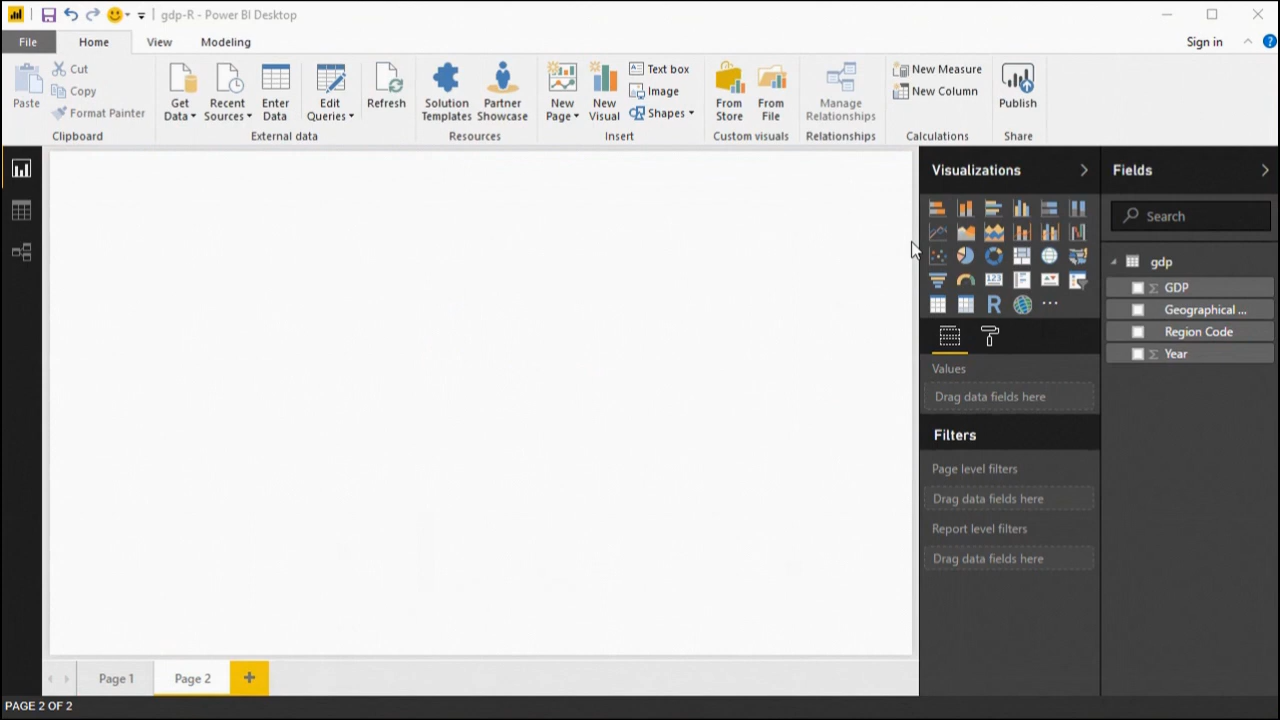 gdp-R - Power BI Desktop
File Home View Modeling Sign in ?
Paste
Cut
Copy
Format Painter
Clipboard
Get Data
Recent Sources
Enter Data
Edit Queries
Refresh
External data
Solution Templates
Partner Showcase
Resources
New Page
New Visual
Text box
Image
Shapes
Insert
From Store
From File
Custom visuals
Manage Relationships
Relationships
New Measure
New Column
Calculations
Publish
Share
Visualizations
123
R
Values
Drag data fields here
Filters
Page level filters
Drag data fields here
Report level filters
Drag data fields here
Fields
Search
gdp
Σ GDP
Geographical ...
Region Code
Σ Year
Page 1 Page 2 +
PAGE 2 OF 2